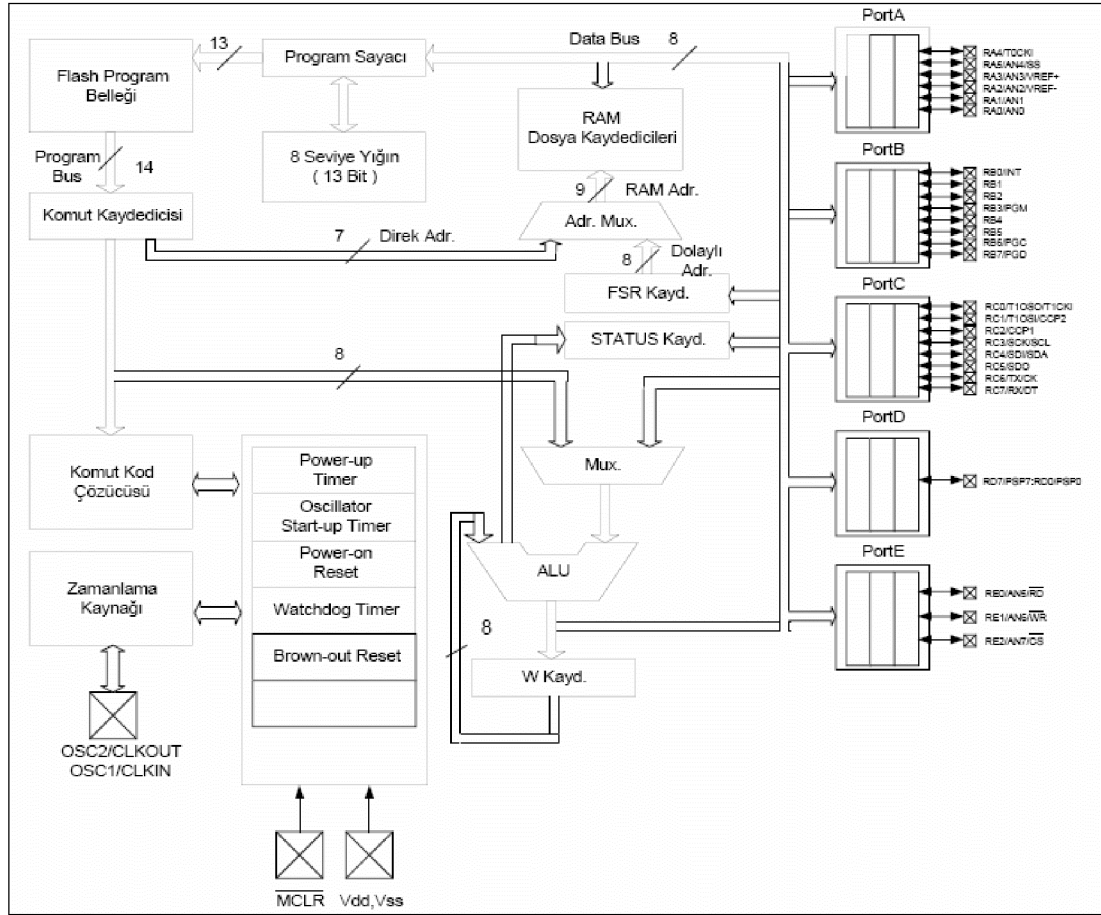 13
Program Sayacı
Data Bus
8
Flash Program
Belleği
RAM
Dosya Kaydedicileri
Program
Bus
14
8 Seviye Yığın
( 13 Bit )
9
RAM Adr.
Komut Kaydedicisi
Adr. Mux.
7
Direk Adr.
8
Dolaylı
Adr.
FSR Kayd.
STATUS Kayd.
8
Komut Kod
Çözücüsü
Power-up
Timer
Oscillator
Start-up Timer
Power-on
Reset
Watchdog Timer
Brown-out Reset
Mux.
ALU
Zamanlama
Kaynağı
8
W Kayd.
OSC2/CLKOUT
OSC1/CLKIN
MCLR
Vdd,Vss
PortA
RA4/T0CKI
RA5/AN4/SS
RA3/AN3/VREF+
RA2/AN2/VREF-
RA1/AN1
RA0/AN0
PortB
RB0/INT
RB1
RB2
RB3/PGM
RB4
RB5
RB6/PGC
RB7/PGD
PortC
RC0/T1OSO/T1CKI
RC1/T1OSI/CCP2
RC2/CCP1
RC3/SCK/SCL
RC4/SDI/SDA
RC5/SDO
RC6/TX/CK
RC7/RX/DT
PortD
RD7/PSP7:RD0/PSP0
PortE
RE0/AN5/RD
RE1/AN6/WR
RE2/AN7/CS